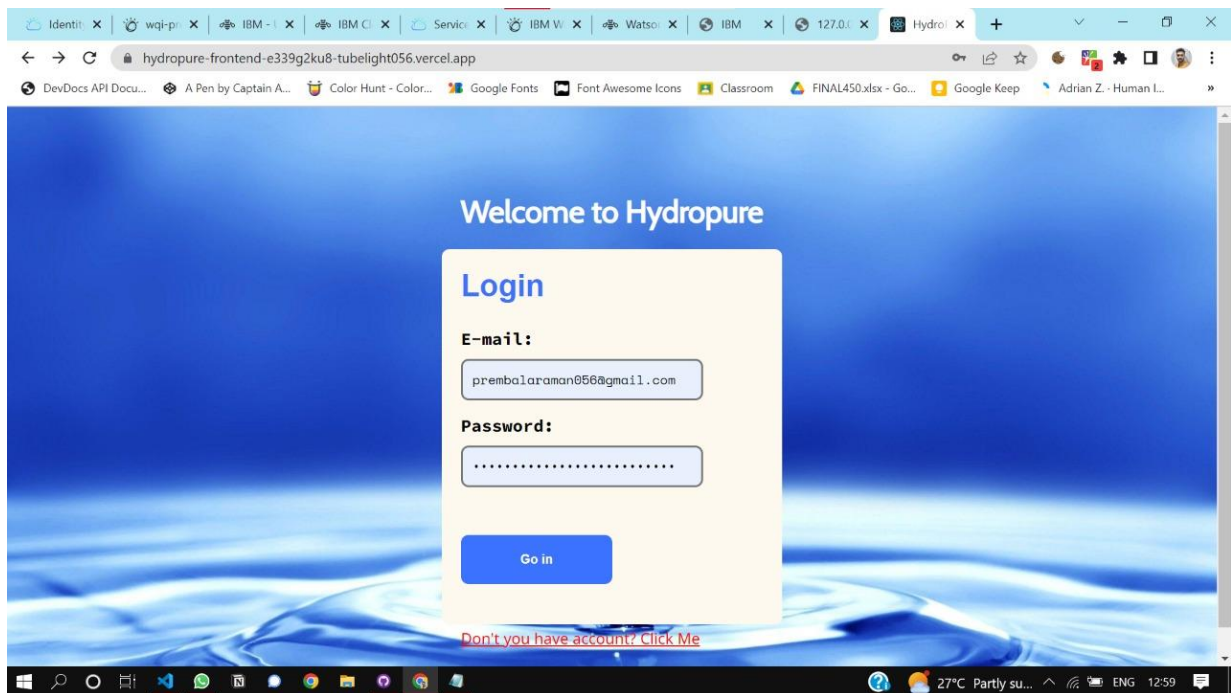 Identit wqi-pr IBM - IBM Cl Service IBM W Watso IBM 127.0. Hydro
hydropure-frontend-e339g2ku8-tubelight056.vercel.app
DevDocs API Docu... A Pen by Captain A... Color Hunt - Color... Google Fonts Font Awesome Icons Classroom FINAL450.xlsx - Go... Google Keep Adrian Z. - Human I... »
Welcome to Hydropure
Login
E-mail:
prembalaraman056@gmail.com
Password:
Go in
Don't you have account? Click Me
27°C Partly su... ENG 12:59